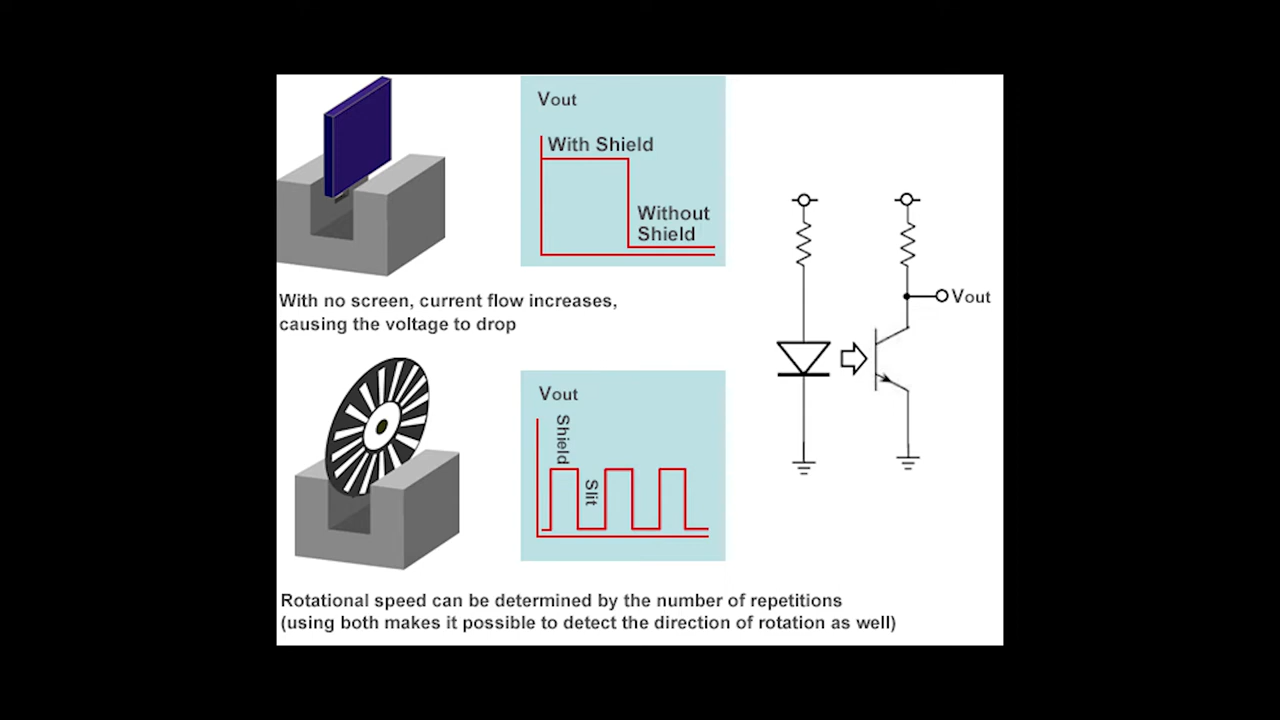 Vout
With Shield
Without
Shield
With no screen, current flow increases,
causing the voltage to drop
Vout
Vout
Shield
Slit
Rotational speed can be determined by the number of repetitions
(using both makes it possible to detect the direction of rotation as well)